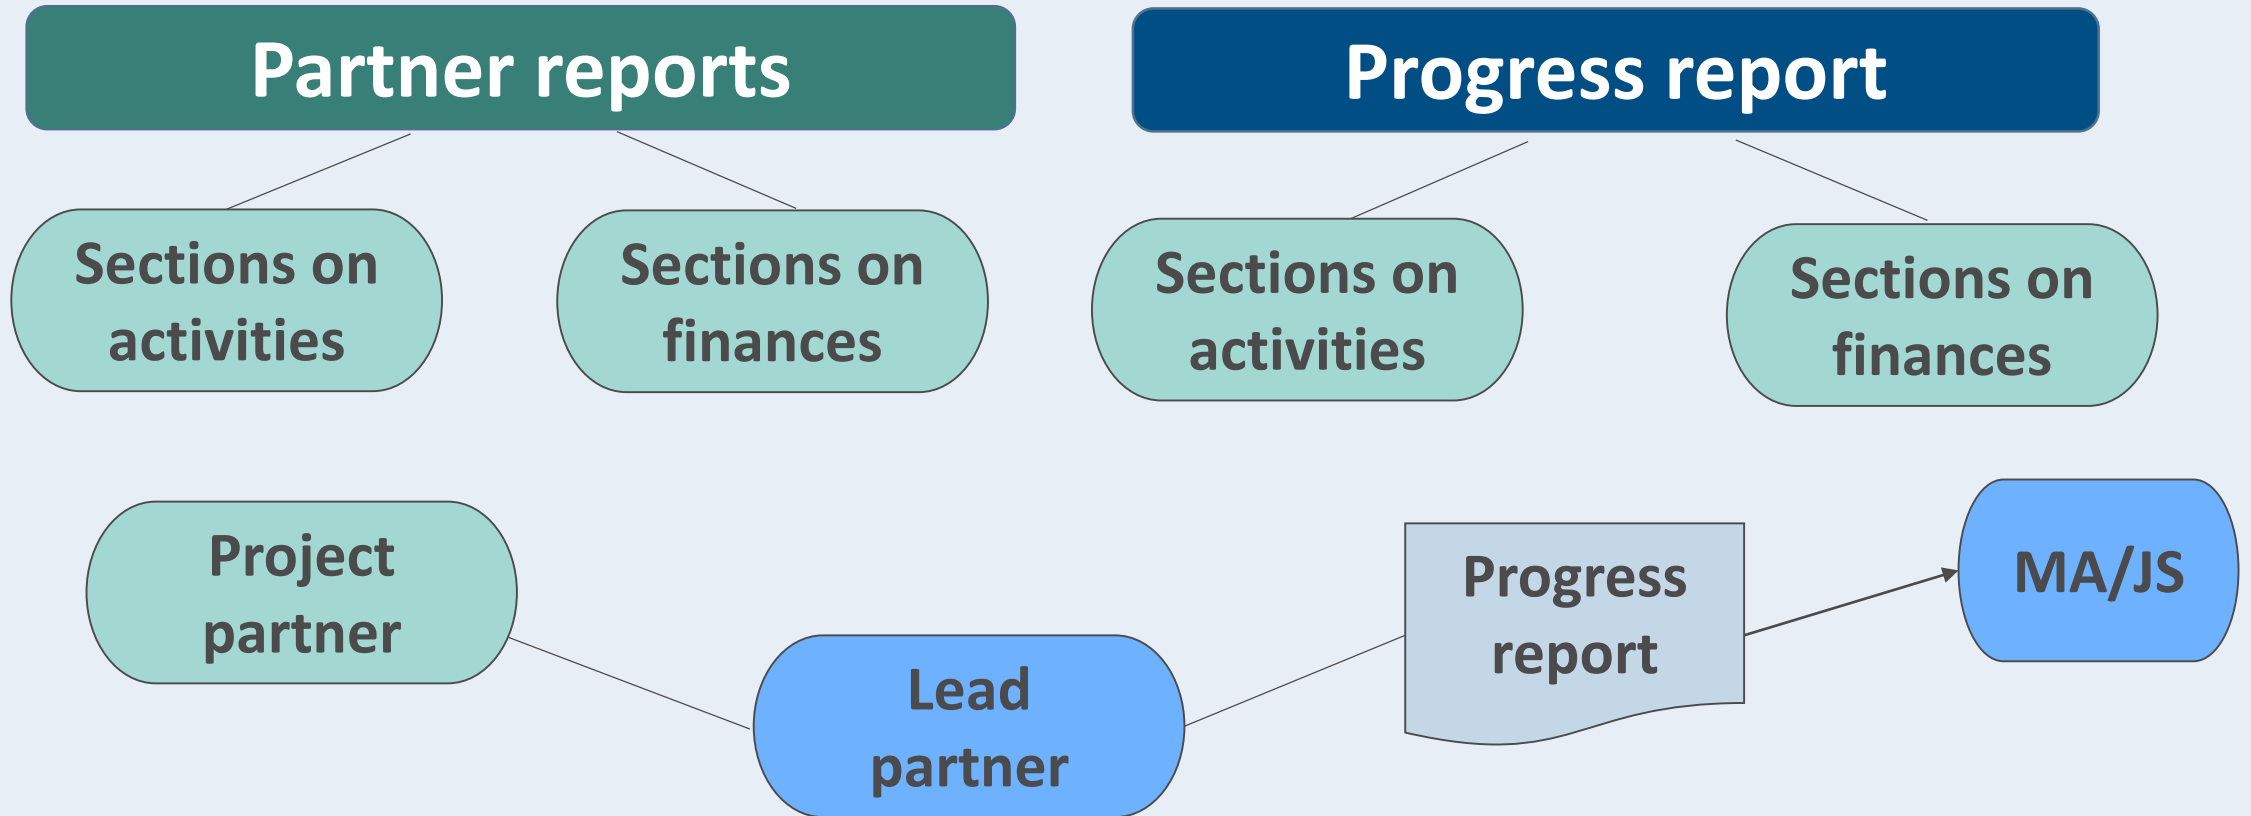 Partner reports
Progress report
Sections on
activities
Sections on
finances
Sections on
activities
Sections on
finances
Project
partner
Lead
partner
Progress
report
MA/JS